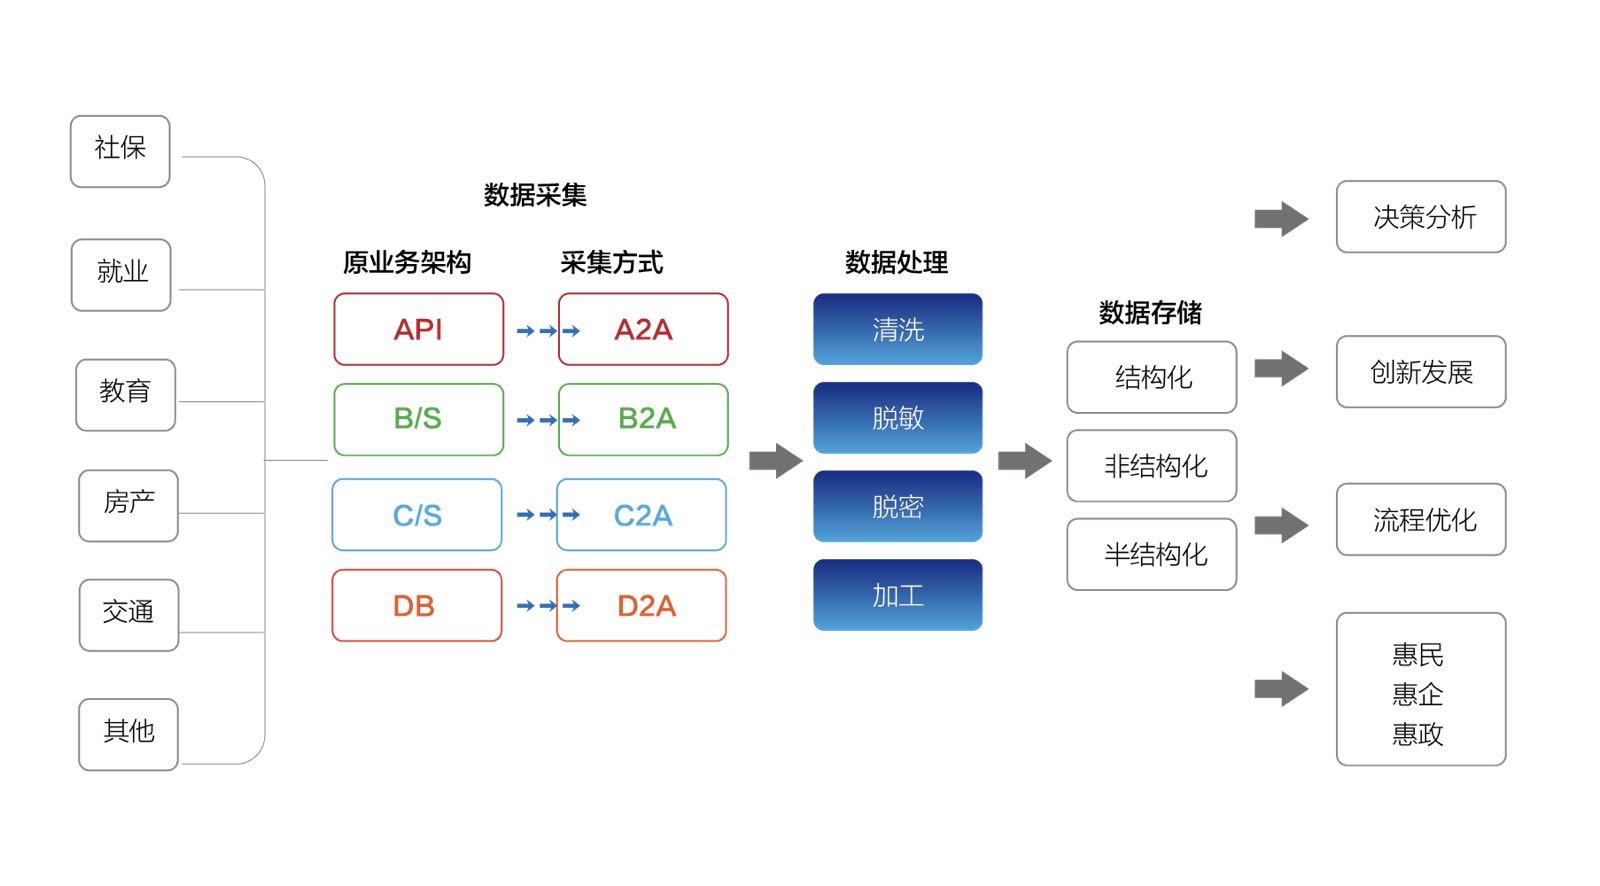 社保
就业
教育
房产
交通
其他
数据采集
原业务架构
采集方式
API
A2A
B/S
B2A
C/S
C2A
DB
D2A
数据处理
清洗
脱敏
脱密
加工
数据存储
结构化
非结构化
半结构化
决策分析
创新发展
流程优化
惠民
惠企
惠政